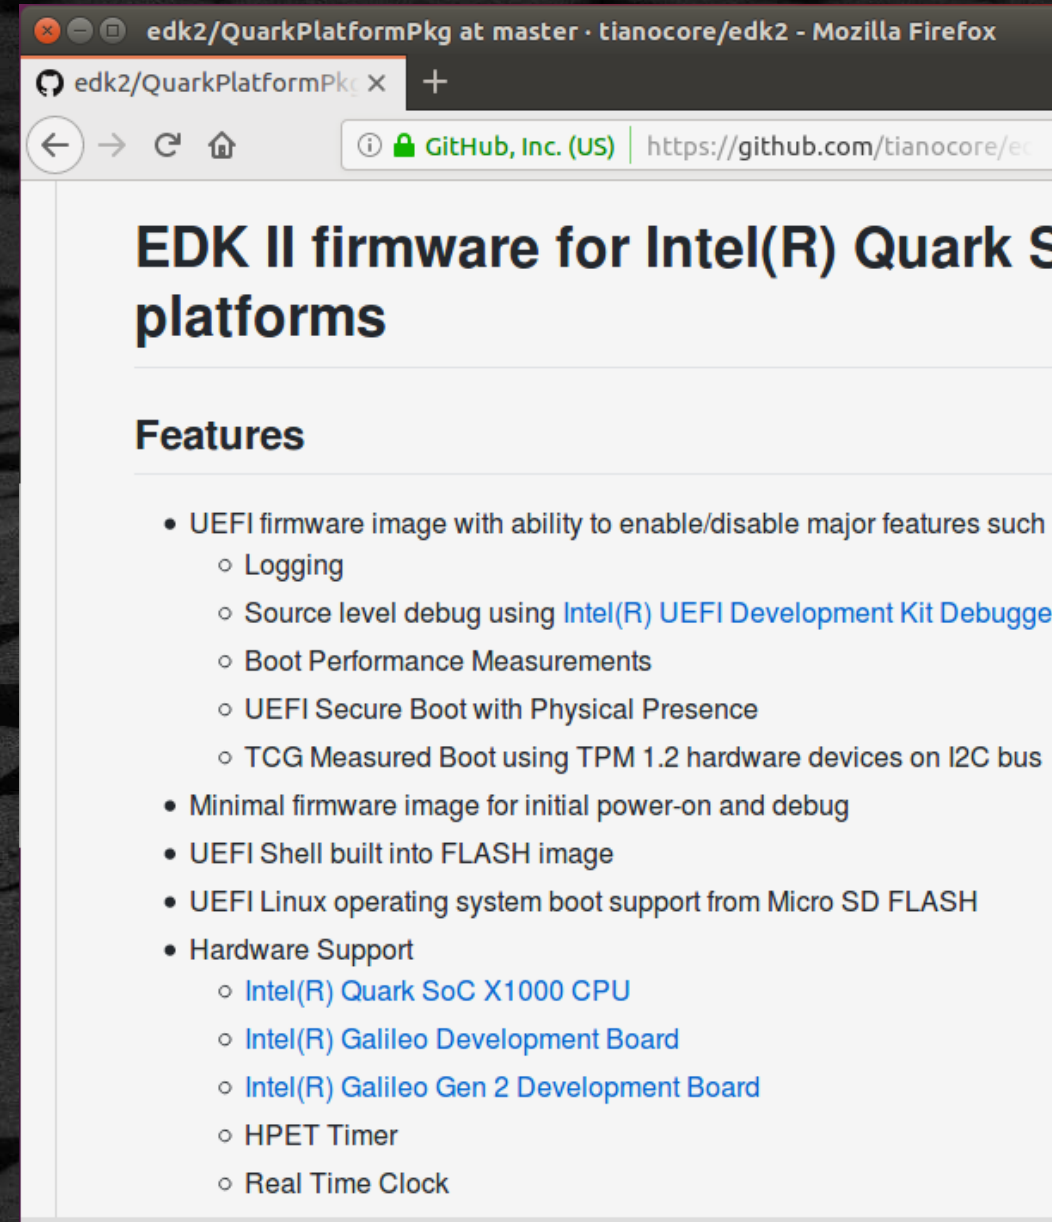 edk2/QuarkPlatformPkg at master · tianocore/edk2 - Mozilla Firefox
edk2/QuarkPlatformPkg
GitHub, Inc. (US) https://github.com/tianocore/ed
EDK II firmware for Intel(R) Quark S
platforms
Features
UEFI firmware image with ability to enable/disable major features such
Logging
Source level debug using Intel(R) UEFI Development Kit Debugge
Boot Performance Measurements
UEFI Secure Boot with Physical Presence
TCG Measured Boot using TPM 1.2 hardware devices on I2C bus
Minimal firmware image for initial power-on and debug
UEFI Shell built into FLASH image
UEFI Linux operating system boot support from Micro SD FLASH
Hardware Support
Intel(R) Quark SoC X1000 CPU
Intel(R) Galileo Development Board
Intel(R) Galileo Gen 2 Development Board
HPET Timer
Real Time Clock